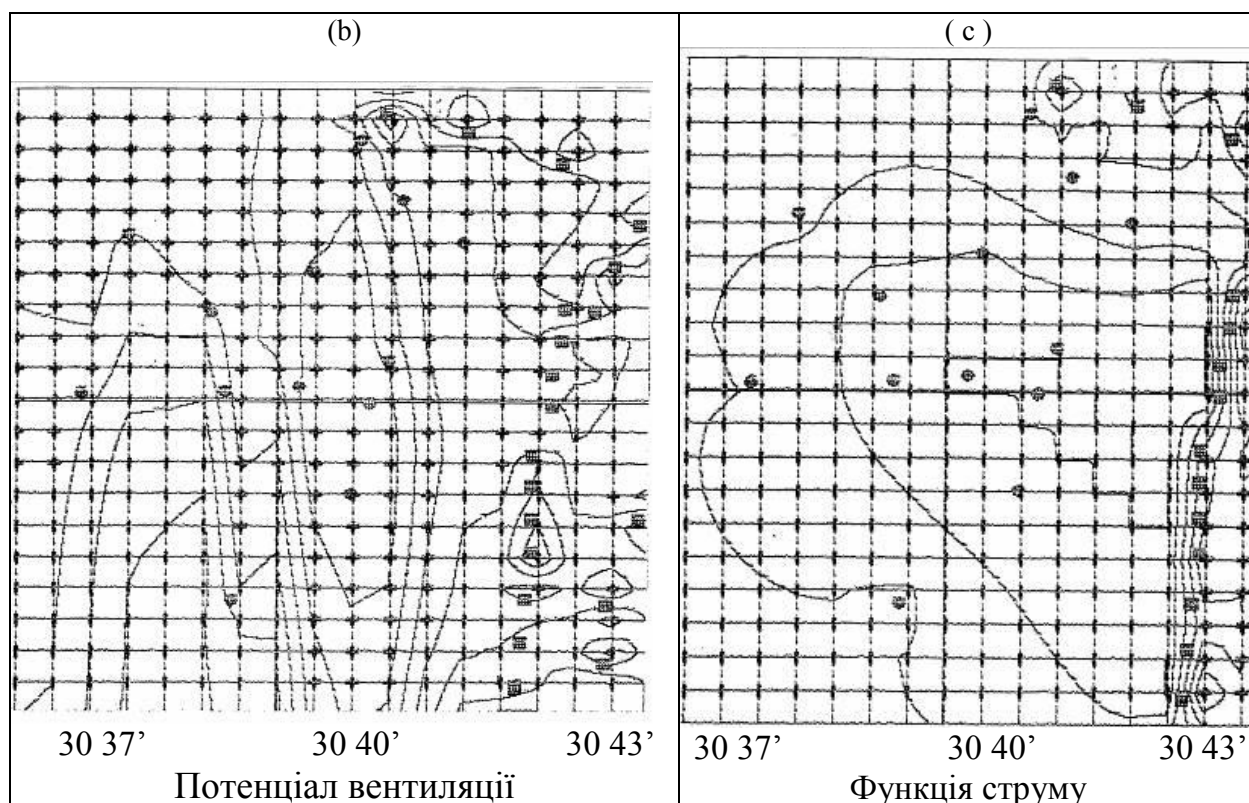 (b)
( c )
30 37’ 30 40’ 30 43’
30 37’ 30 40’ 30 43’
Потенціал вентиляції
Функція струму